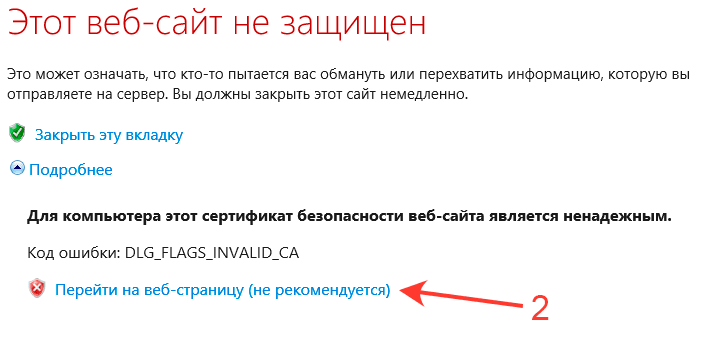 Этот веб-сайт не защищен
Это может означать, что кто-то пытается вас обмануть или перехватить информацию, которую вы
отправляете на сервер. Вы должны закрыть этот сайт немедленно.
Закрыть эту вкладку
Подробнее
Для компьютера этот сертификат безопасности веб-сайта является ненадежным.
Код ошибки: DLG_FLAGS_INVALID_CA
Перейти на веб-страницу (не рекомендуется)
2